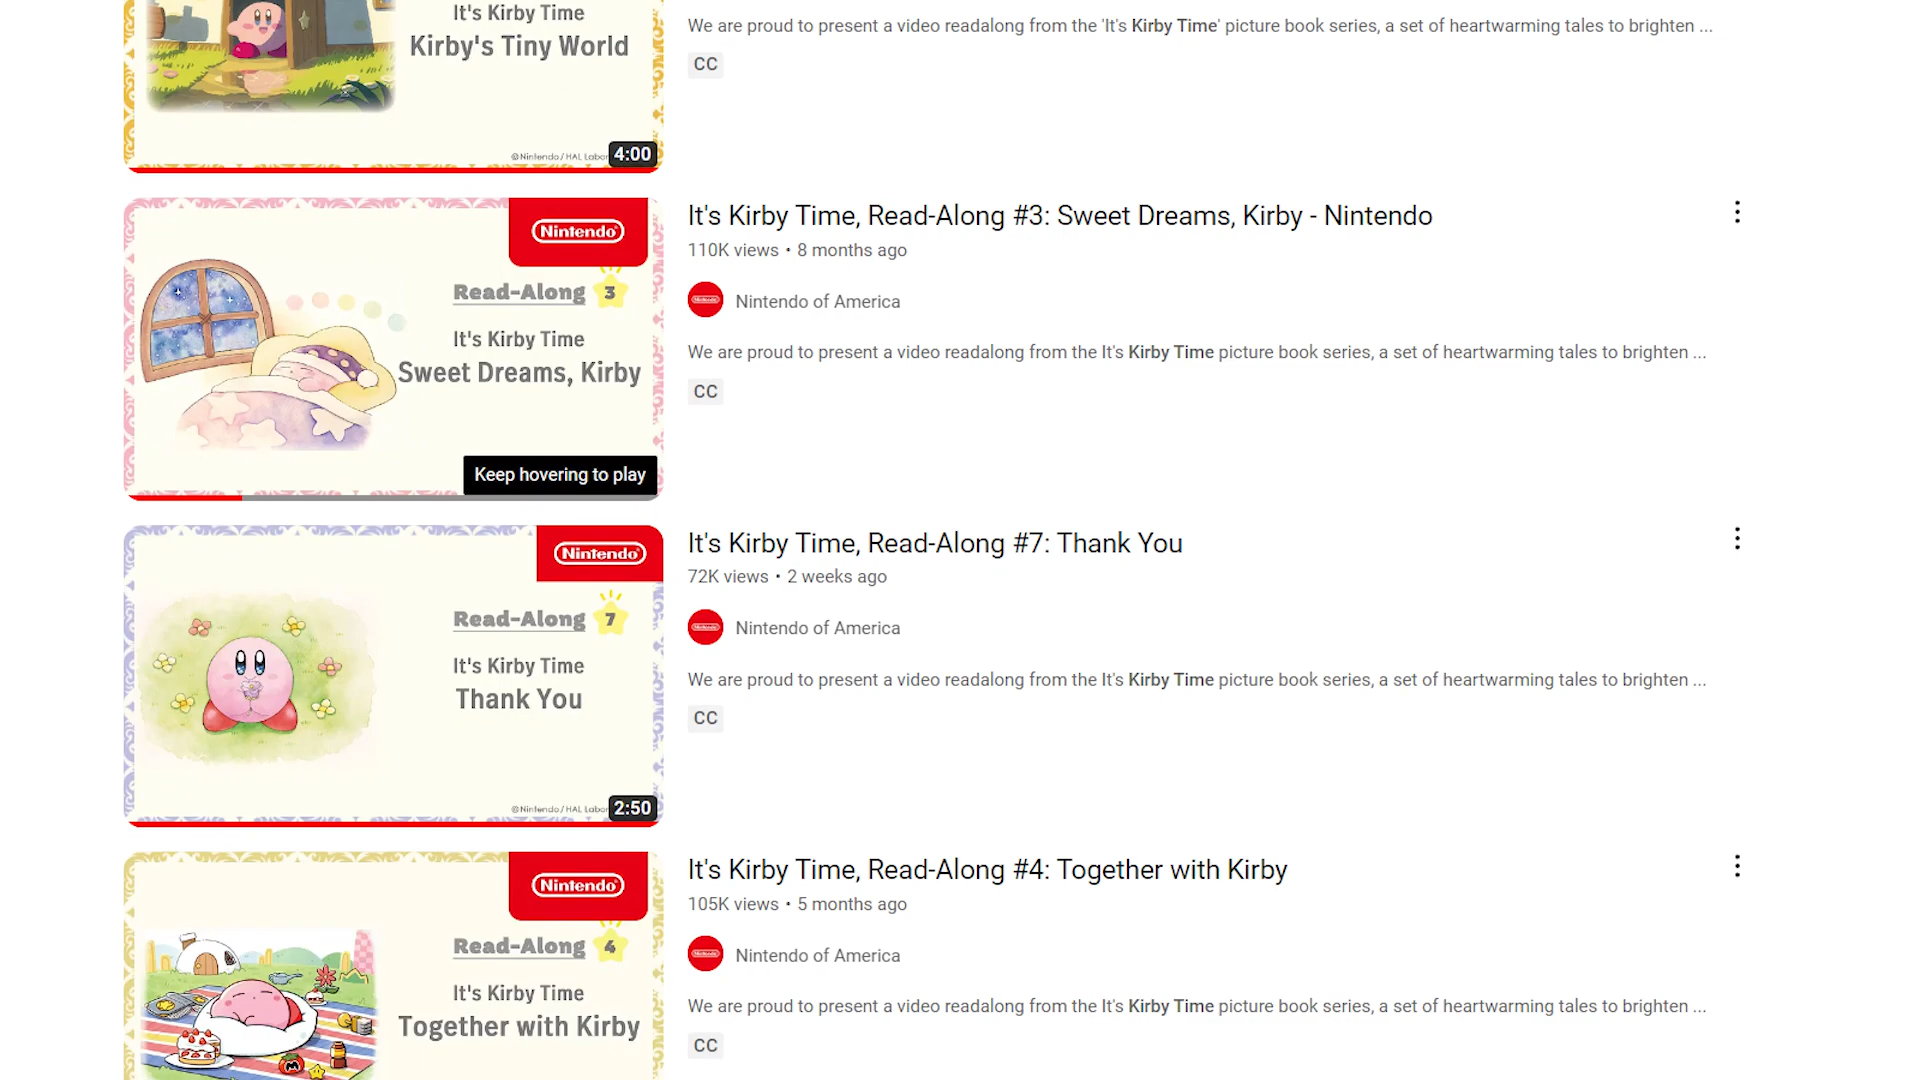 It's Kirby Time
Kirby's Tiny World
©Nintendo / HAL Labor
4:00
We are proud to present a video readalong from the 'It's Kirby Time' picture book series, a set of heartwarming tales to brighten ...
CC
Nintendo
Read-Along 3
It's Kirby Time
Sweet Dreams, Kirby
Keep hovering to play
It's Kirby Time, Read-Along #3: Sweet Dreams, Kirby - Nintendo
110K views • 8 months ago
Nintendo of America
We are proud to present a video readalong from the It's Kirby Time picture book series, a set of heartwarming tales to brighten ...
CC
Nintendo
Read-Along 7
It's Kirby Time
Thank You
©Nintendo / HAL Labor
2:50
It's Kirby Time, Read-Along #7: Thank You
72K views • 2 weeks ago
Nintendo of America
We are proud to present a video readalong from the It's Kirby Time picture book series, a set of heartwarming tales to brighten ...
CC
Nintendo
Read-Along 4
It's Kirby Time
Together with Kirby
It's Kirby Time, Read-Along #4: Together with Kirby
105K views • 5 months ago
Nintendo of America
We are proud to present a video readalong from the It's Kirby Time picture book series, a set of heartwarming tales to brighten ...
CC